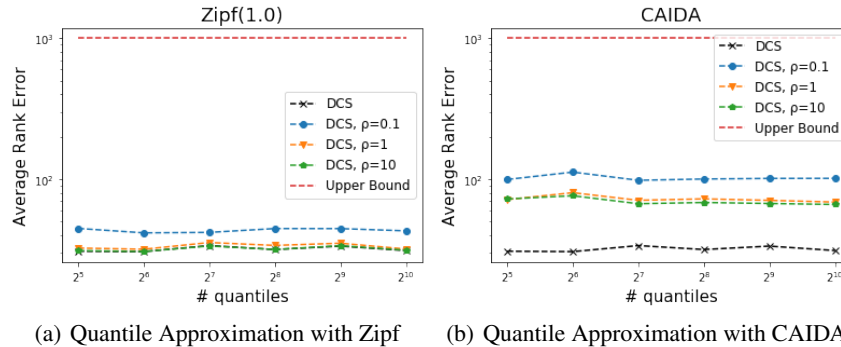 Zipf(1.0)
Average Rank Error
10³
10²
DCS
DCS, ρ=0.1
DCS, ρ=1
DCS, ρ=10
Upper Bound
2⁵ 2⁶ 2⁷ 2⁸ 2⁹ 2¹⁰
# quantiles
(a) Quantile Approximation with Zipf
CAIDA
Average Rank Error
10³
10²
DCS
DCS, ρ=0.1
DCS, ρ=1
DCS, ρ=10
Upper Bound
2⁵ 2⁶ 2⁷ 2⁸ 2⁹ 2¹⁰
# quantiles
(b) Quantile Approximation with CAIDA